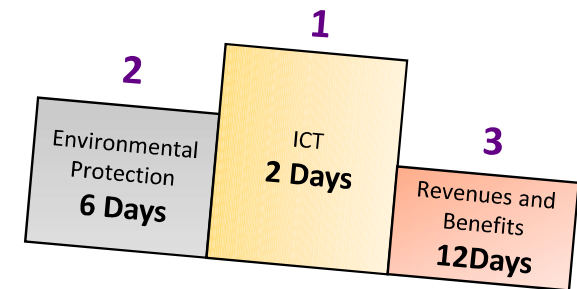 1
2
3
Environmental
Protection
6 Days
ICT
2 Days
Revenues and
Benefits
12Days